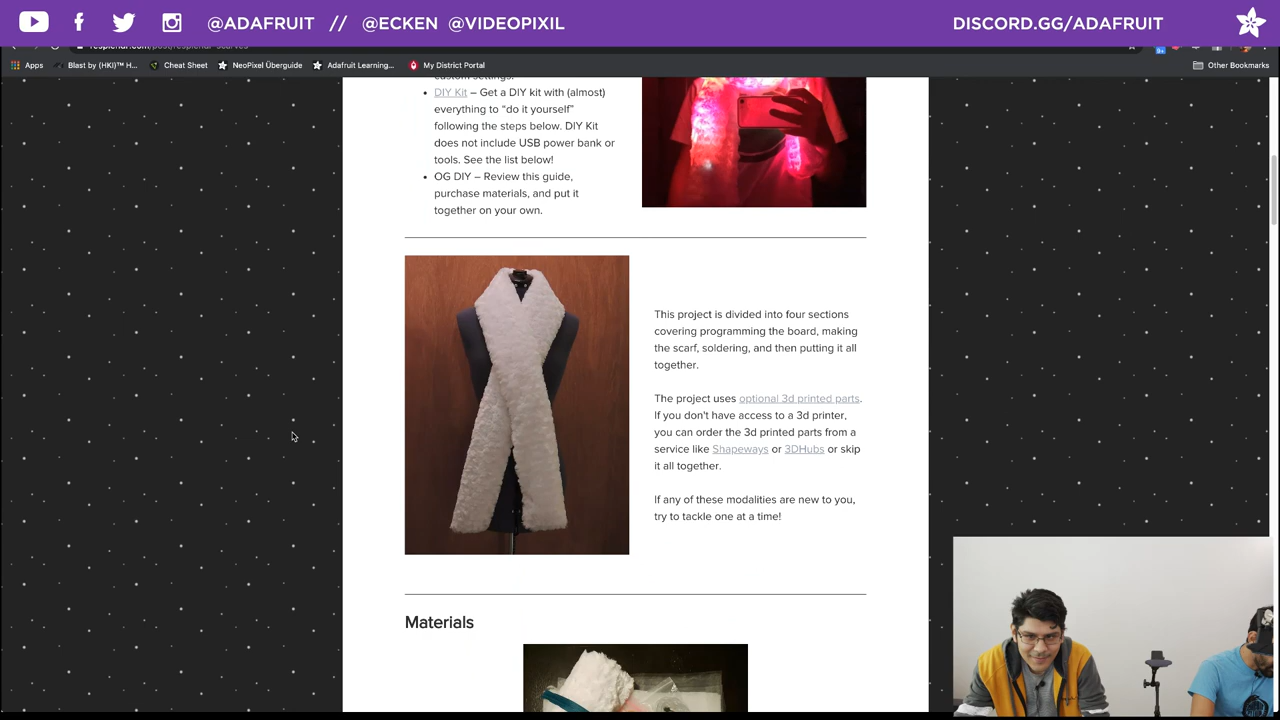 @ADAFRUIT // @ECKEN @VIDEOPIXIL
DISCORD.GG/ADAFRUIT
Apps
Blast by (HKI)™ H...
Cheat Sheet
NeoPixel Überguide
Adafruit Learning...
My District Portal
Other Bookmarks
custom settings.
• DIY Kit – Get a DIY kit with (almost)
everything to “do it yourself”
following the steps below. DIY Kit
does not include USB power bank or
tools. See the list below!
• OG DIY – Review this guide,
purchase materials, and put it
together on your own.
This project is divided into four sections
covering programming the board, making
the scarf, soldering, and then putting it all
together.
The project uses optional 3d printed parts.
If you don't have access to a 3d printer,
you can order the 3d printed parts from a
service like Shapeways or 3DHubs or skip
it all together.
If any of these modalities are new to you,
try to tackle one at a time!
Materials